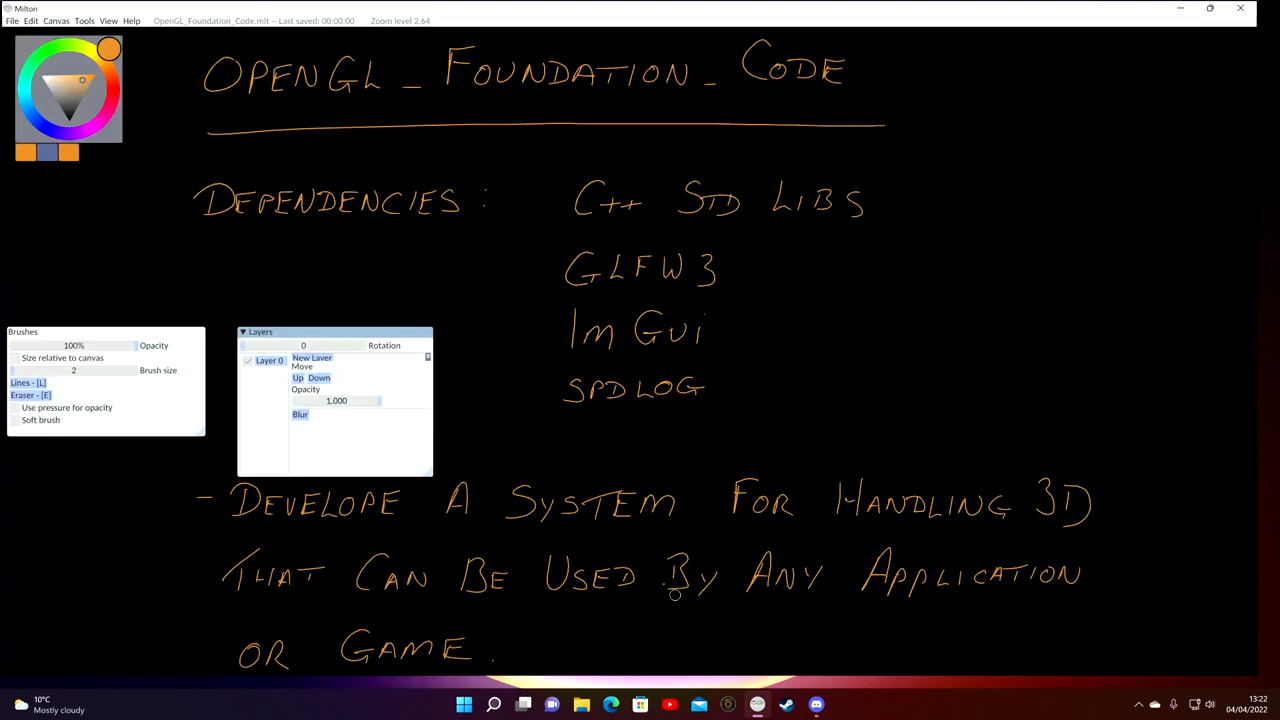 Milton
File Edit Canvas Tools View Help OpenGL_Foundation_Code.mlt -- Last saved: 00:00:00 Zoom level 2.64
OPENGL_FOUNDATION_CODE
DEPENDENCIES : C++ STD LIBS
GLFW3
Im Gui
SPDLOG
Brushes
100% Opacity
Size relative to canvas
2 Brush size
Lines - [L]
Eraser - [E]
Use pressure for opacity
Soft brush
Layers
0 Rotation
Layer 0
New Layer
Move
Up Down
Opacity
1.000
Blur
- DEVELOPE A SYSTEM FOR HANDLING 3D
THAT CAN BE USED BY ANY APPLICATION
OR GAME.
10°C
Mostly cloudy
13:22
04/04/2022